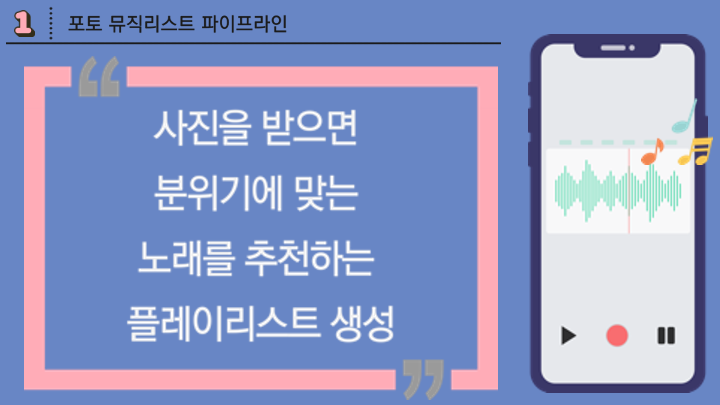 1 포토 뮤직리스트 파이프라인
“
사진을 받으면
분위기에 맞는
노래를 추천하는
플레이리스트 생성
”